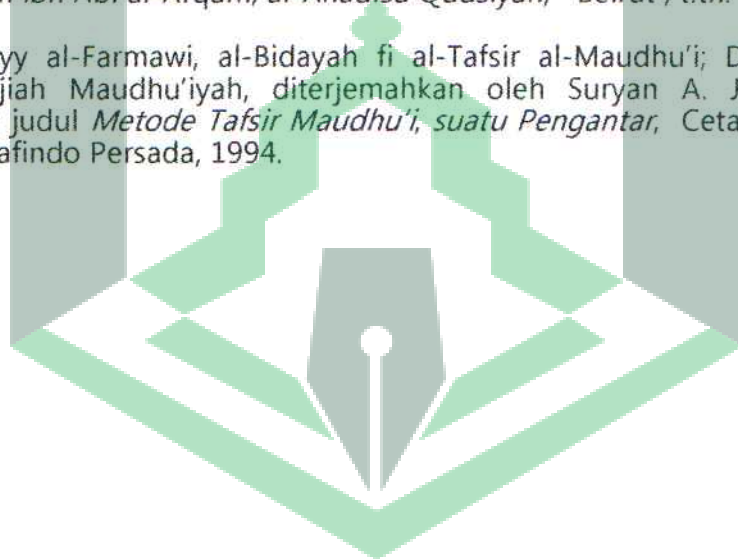 Ibn Abi al-Arqam, al-Ahadisu Qudsiyah, Beirut ; t.th.
yy al-Farmawi, al-Bidayah fi al-Tafsir al-Maudhu'i; D
jiah Maudhu'iyah, diterjemahkan oleh Suryan A. J
judul Metode Tafsir Maudhu'i, suatu Pengantar, Ceta
afindo Persada, 1994.